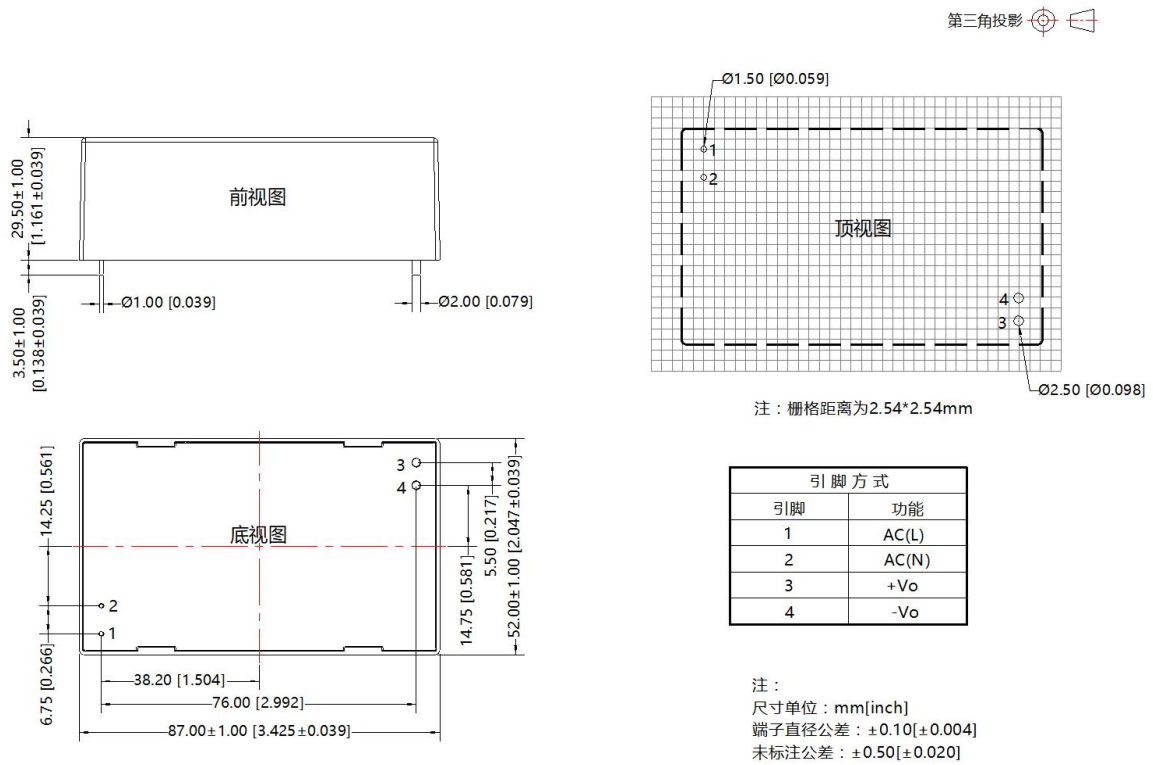 第三角投影
Ø1.50 [Ø0.059]
1
2
顶视图
4
3
Ø2.50 [Ø0.098]
注：栅格距离为2.54*2.54mm
29.50±1.00
[1.161±0.039]
前视图
3.50±1.00
[0.138±0.039]
Ø1.00 [0.039]
Ø2.00 [0.079]
14.25 [0.561]
6.75 [0.266]
底视图
3
4
2
1
14.75 [0.581]
5.50 [0.217]
52.00±1.00 [2.047±0.039]
38.20 [1.504]
76.00 [2.992]
87.00±1.00 [3.425±0.039]
引 脚 方 式
引脚 功能
1 AC(L)
2 AC(N)
3 +Vo
4 -Vo
注：
尺寸单位：mm[inch]
端子直径公差：±0.10[±0.004]
未标注公差：±0.50[±0.020]